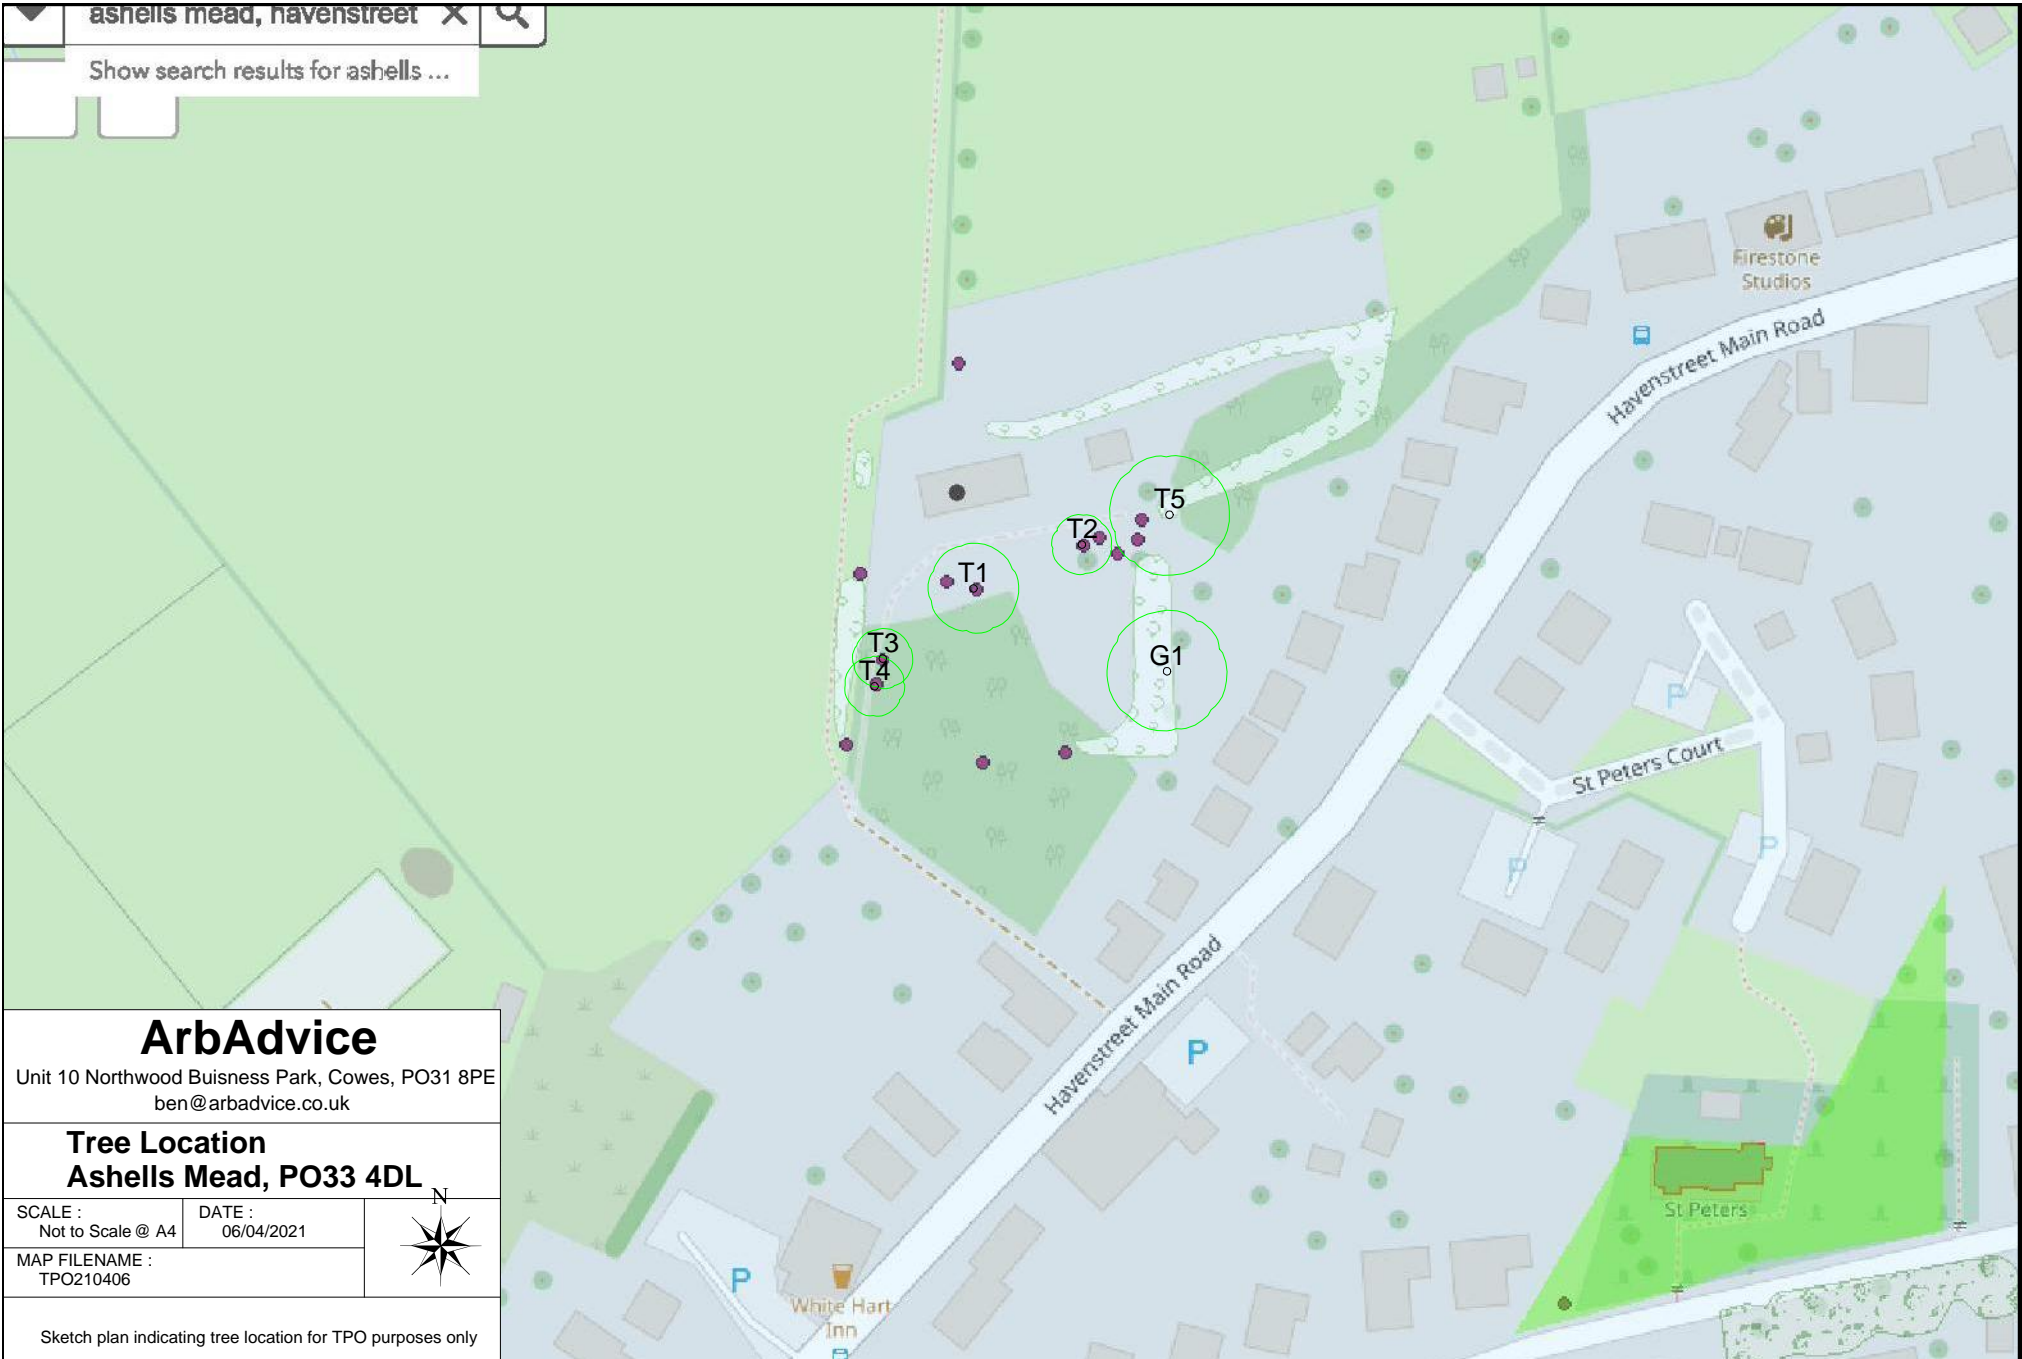 ashells mead, havenstreet
Show search results for ashells ...
Firestone
Studios
Havenstreet Main Road
T5
T2
T1
T3
T4
G1
P
St Peters Court
P
P
Havenstreet Main Road
P
St Peters
P
White Hart
Inn
ArbAdvice
Unit 10 Northwood Buisness Park, Cowes, PO31 8PE
ben@arbadvice.co.uk
Tree Location
Ashells Mead, PO33 4DL
N
SCALE :
Not to Scale @ A4
DATE :
06/04/2021
MAP FILENAME :
TPO210406
Sketch plan indicating tree location for TPO purposes only